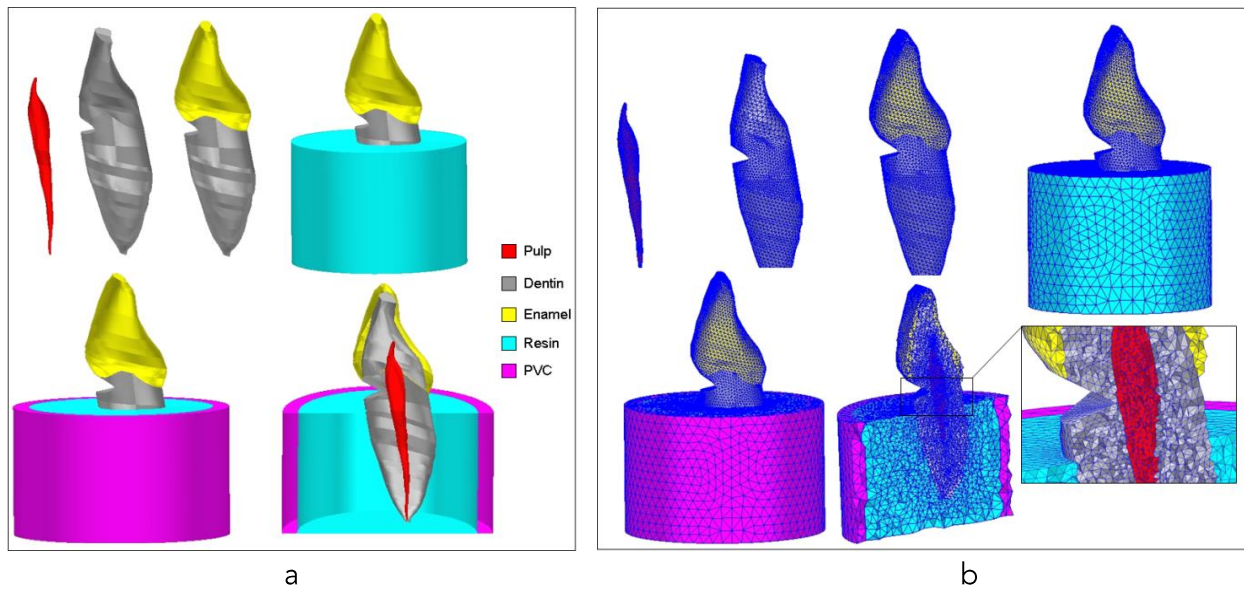 Pulp
Dentin
Enamel
Resin
PVC
a
b